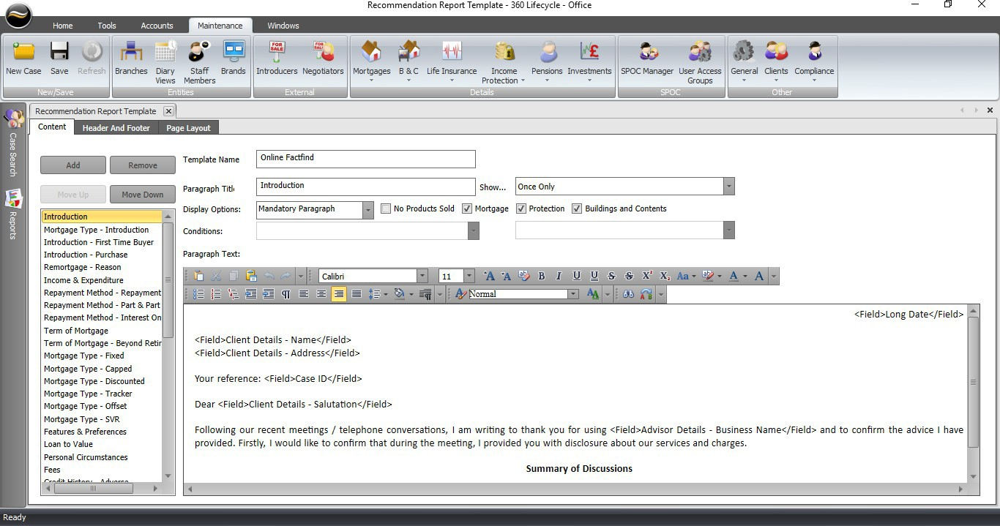 Recommendation Report Template - 360 Lifecycle - Office
Home Tools Accounts Maintenance Windows
New Case Save Refresh Branches Diary Views Staff Members Brands Introducers Negotiators Mortgages B & C Life Insurance Income Protection Pensions Investments SPOC Manager User Access Groups General Clients Compliance
New/Save Entities External Details SPOC Other
Recommendation Report Template
Case Search
Reports
Content Header And Footer Page Layout
Add Remove
Move Up Move Down
Template Name Online Factfind
Paragraph Titl Introduction Show... Once Only
Display Options: Mandatory Paragraph No Products Sold Mortgage Protection Buildings and Contents
Conditions:
Paragraph Text:
Introduction
Mortgage Type - Introduction
Introduction - First Time Buyer
Introduction - Purchase
Remortgage - Reason
Income & Expenditure
Repayment Method - Repayment
Repayment Method - Part & Part
Repayment Method - Interest On
Term of Mortgage
Term of Mortgage - Beyond Retir
Mortgage Type - Fixed
Mortgage Type - Capped
Mortgage Type - Discounted
Mortgage Type - Tracker
Mortgage Type - Offset
Mortgage Type - SVR
Features & Preferences
Loan to Value
Personal Circumstances
Fees
Credit History - Adverse
Calibri 11
Normal
<Field>Long Date</Field>
<Field>Client Details - Name</Field>
<Field>Client Details - Address</Field>
Your reference: <Field>Case ID</Field>
Dear <Field>Client Details - Salutation</Field>
Following our recent meetings / telephone conversations, I am writing to thank you for using <Field>Advisor Details - Business Name</Field> and to confirm the advice I have
provided. Firstly, I would like to confirm that during the meeting, I provided you with disclosure about our services and charges.
Summary of Discussions
Ready